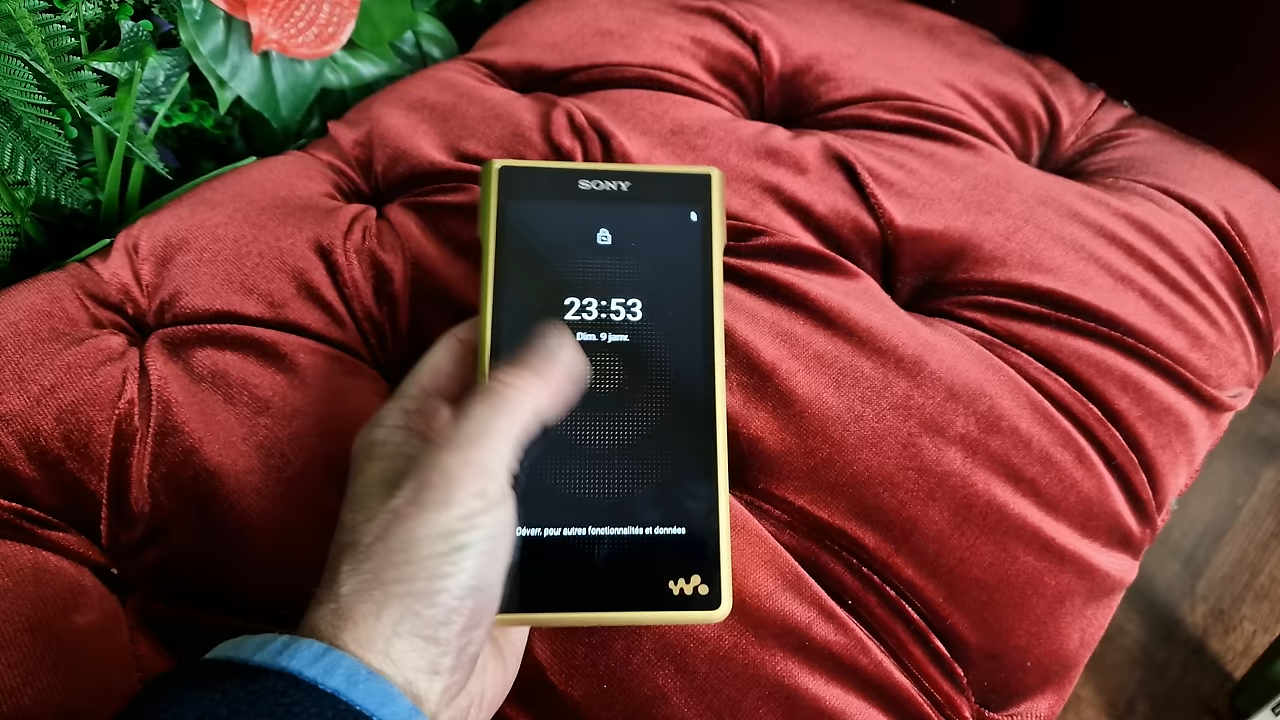 SONY
23:53
Dim. 9 janv.
Déverr. pour autres fonctionnalités et données